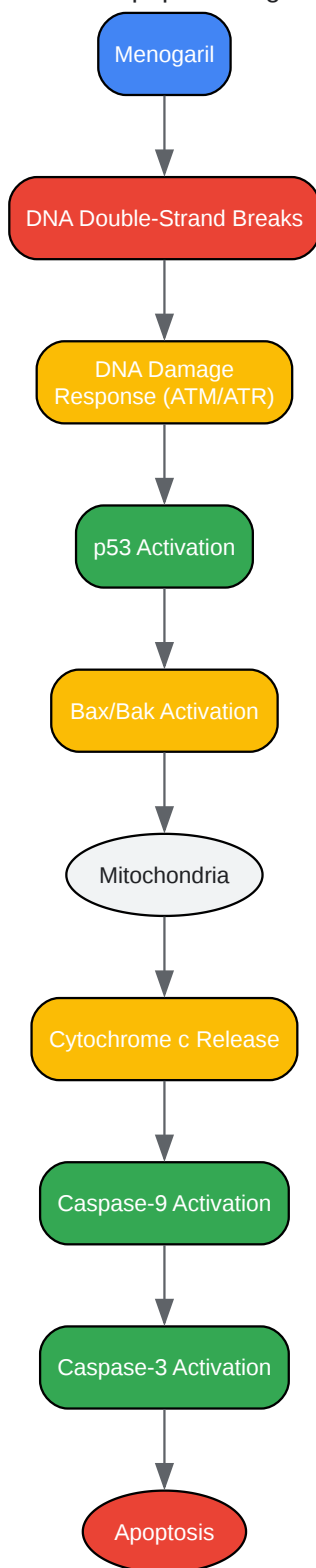 Menogaril
DNA Double-Strand Breaks
DNA Damage
Response (ATM/ATR)
p53 Activation
Bax/Bak Activation
Mitochondria
Cytochrome c Release
Caspase-9 Activation
Caspase-3 Activation
Apoptosis